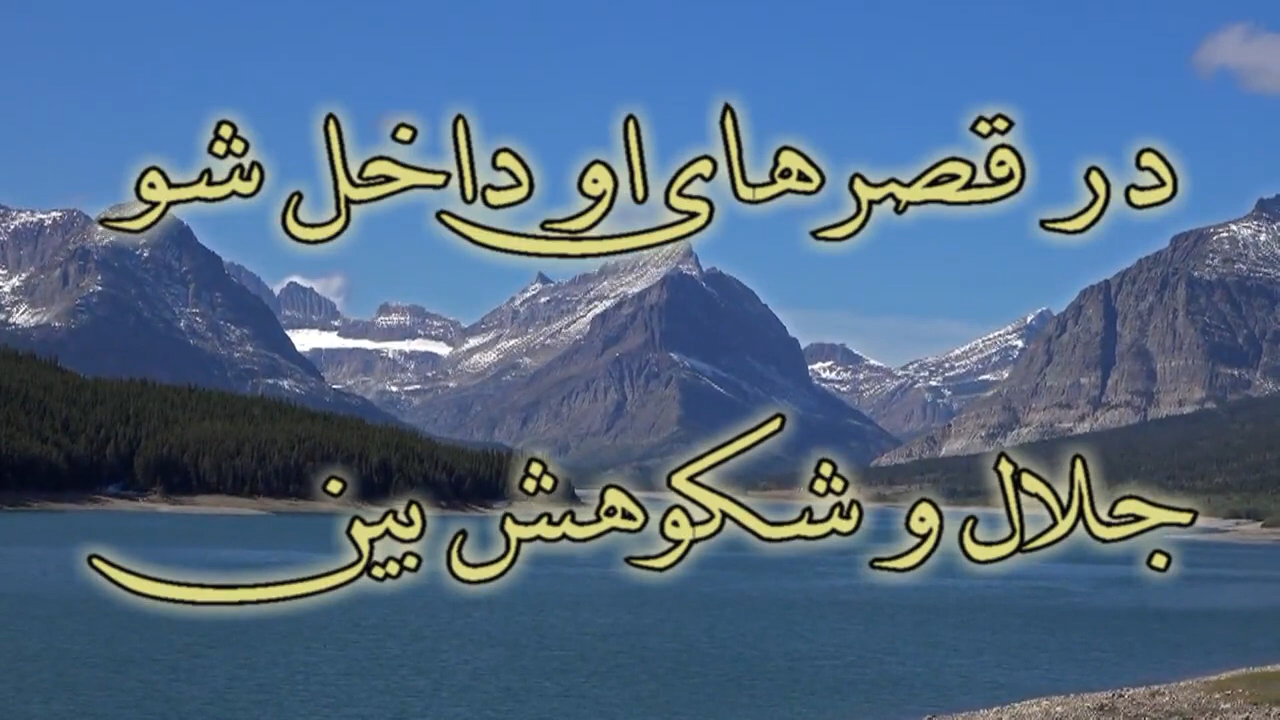 در قصرهای او داخل شو
جلال و شکوهش بین